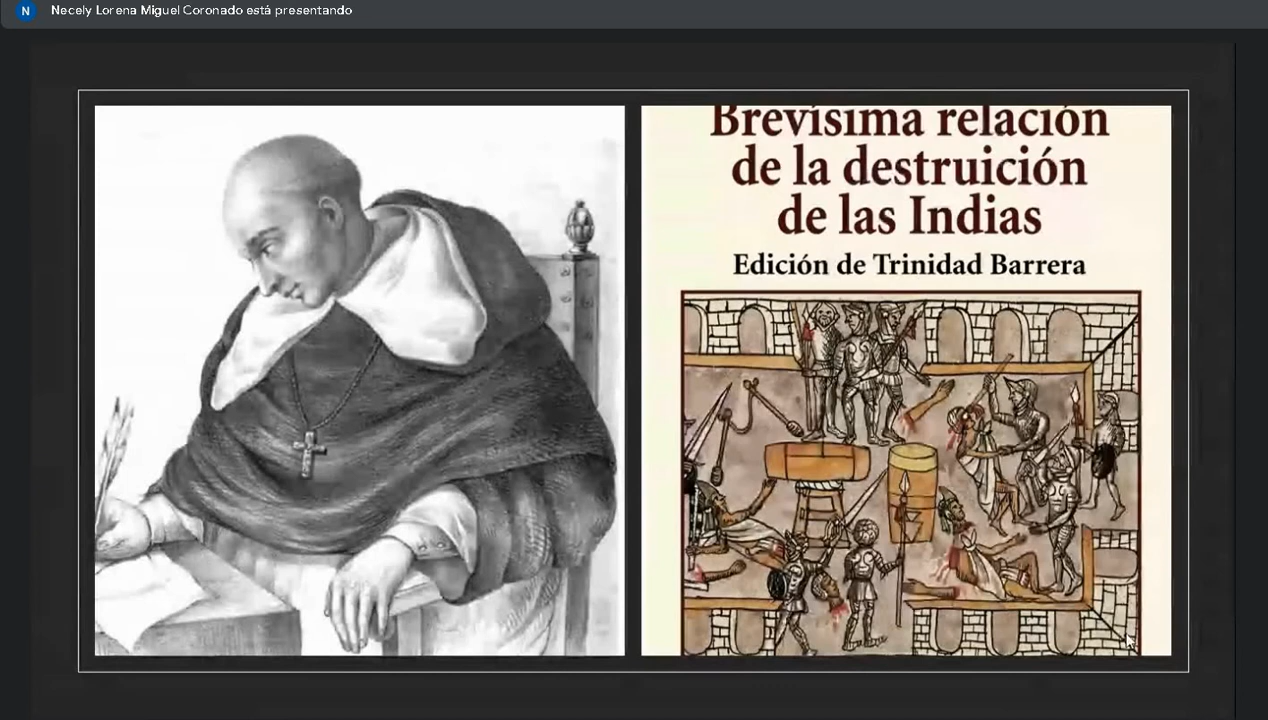 N Necely Lorena Miguel Coronado está presentando
Brevísima relación
de la destruición
de las Indias
Edición de Trinidad Barrera